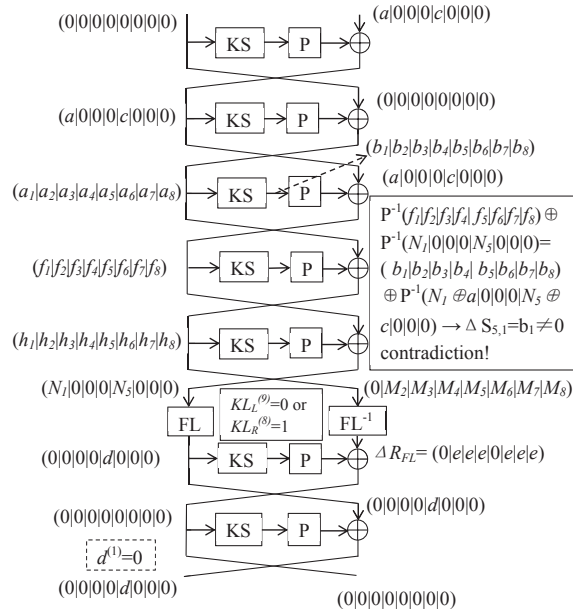 (0|0|0|0|0|0|0|0)
(a|0|0|0|c|0|0|0)
KS
P
(a|0|0|0|c|0|0|0)
(0|0|0|0|0|0|0|0)
KS
P
(b₁|b₂|b₃|b₄|b₅|b₆|b₇|b₈)
(a|0|0|0|c|0|0|0)
(a₁|a₂|a₃|a₄|a₅|a₆|a₇|a₈)
KS
P
P⁻¹(f₁|f₂|f₃|f₄| f₅|f₆|f₇|f₈) ⊕
P⁻¹(N₁|0|0|0|N₅|0|0|0)=
( b₁|b₂|b₃|b₄| b₅|b₆|b₇|b₈)
⊕P⁻¹(N₁ ⊕a|0|0|0|N₅ ⊕
c|0|0|0) → Δ S₅,₁=b₁≠0
contradiction!
(f₁|f₂|f₃|f₄|f₅|f₆|f₇|f₈)
KS
P
(h₁|h₂|h₃|h₄|h₅|h₆|h₇|h₈)
KS
P
(N₁|0|0|0|N₅|0|0|0)
(0|M₂|M₃|M₄|M₅|M₆|M₇|M₈)
FL
KL_L⁽⁹⁾=0 or
KL_R⁽⁸⁾=1
FL⁻¹
(0|0|0|0|d|0|0|0)
KS
P
ΔR_FL= (0|e|e|e|0|e|e|e)
(0|0|0|0|0|0|0|0)
(0|0|0|0|d|0|0|0)
KS
P
d⁽¹⁾=0
(0|0|0|0|d|0|0|0)
(0|0|0|0|0|0|0|0)